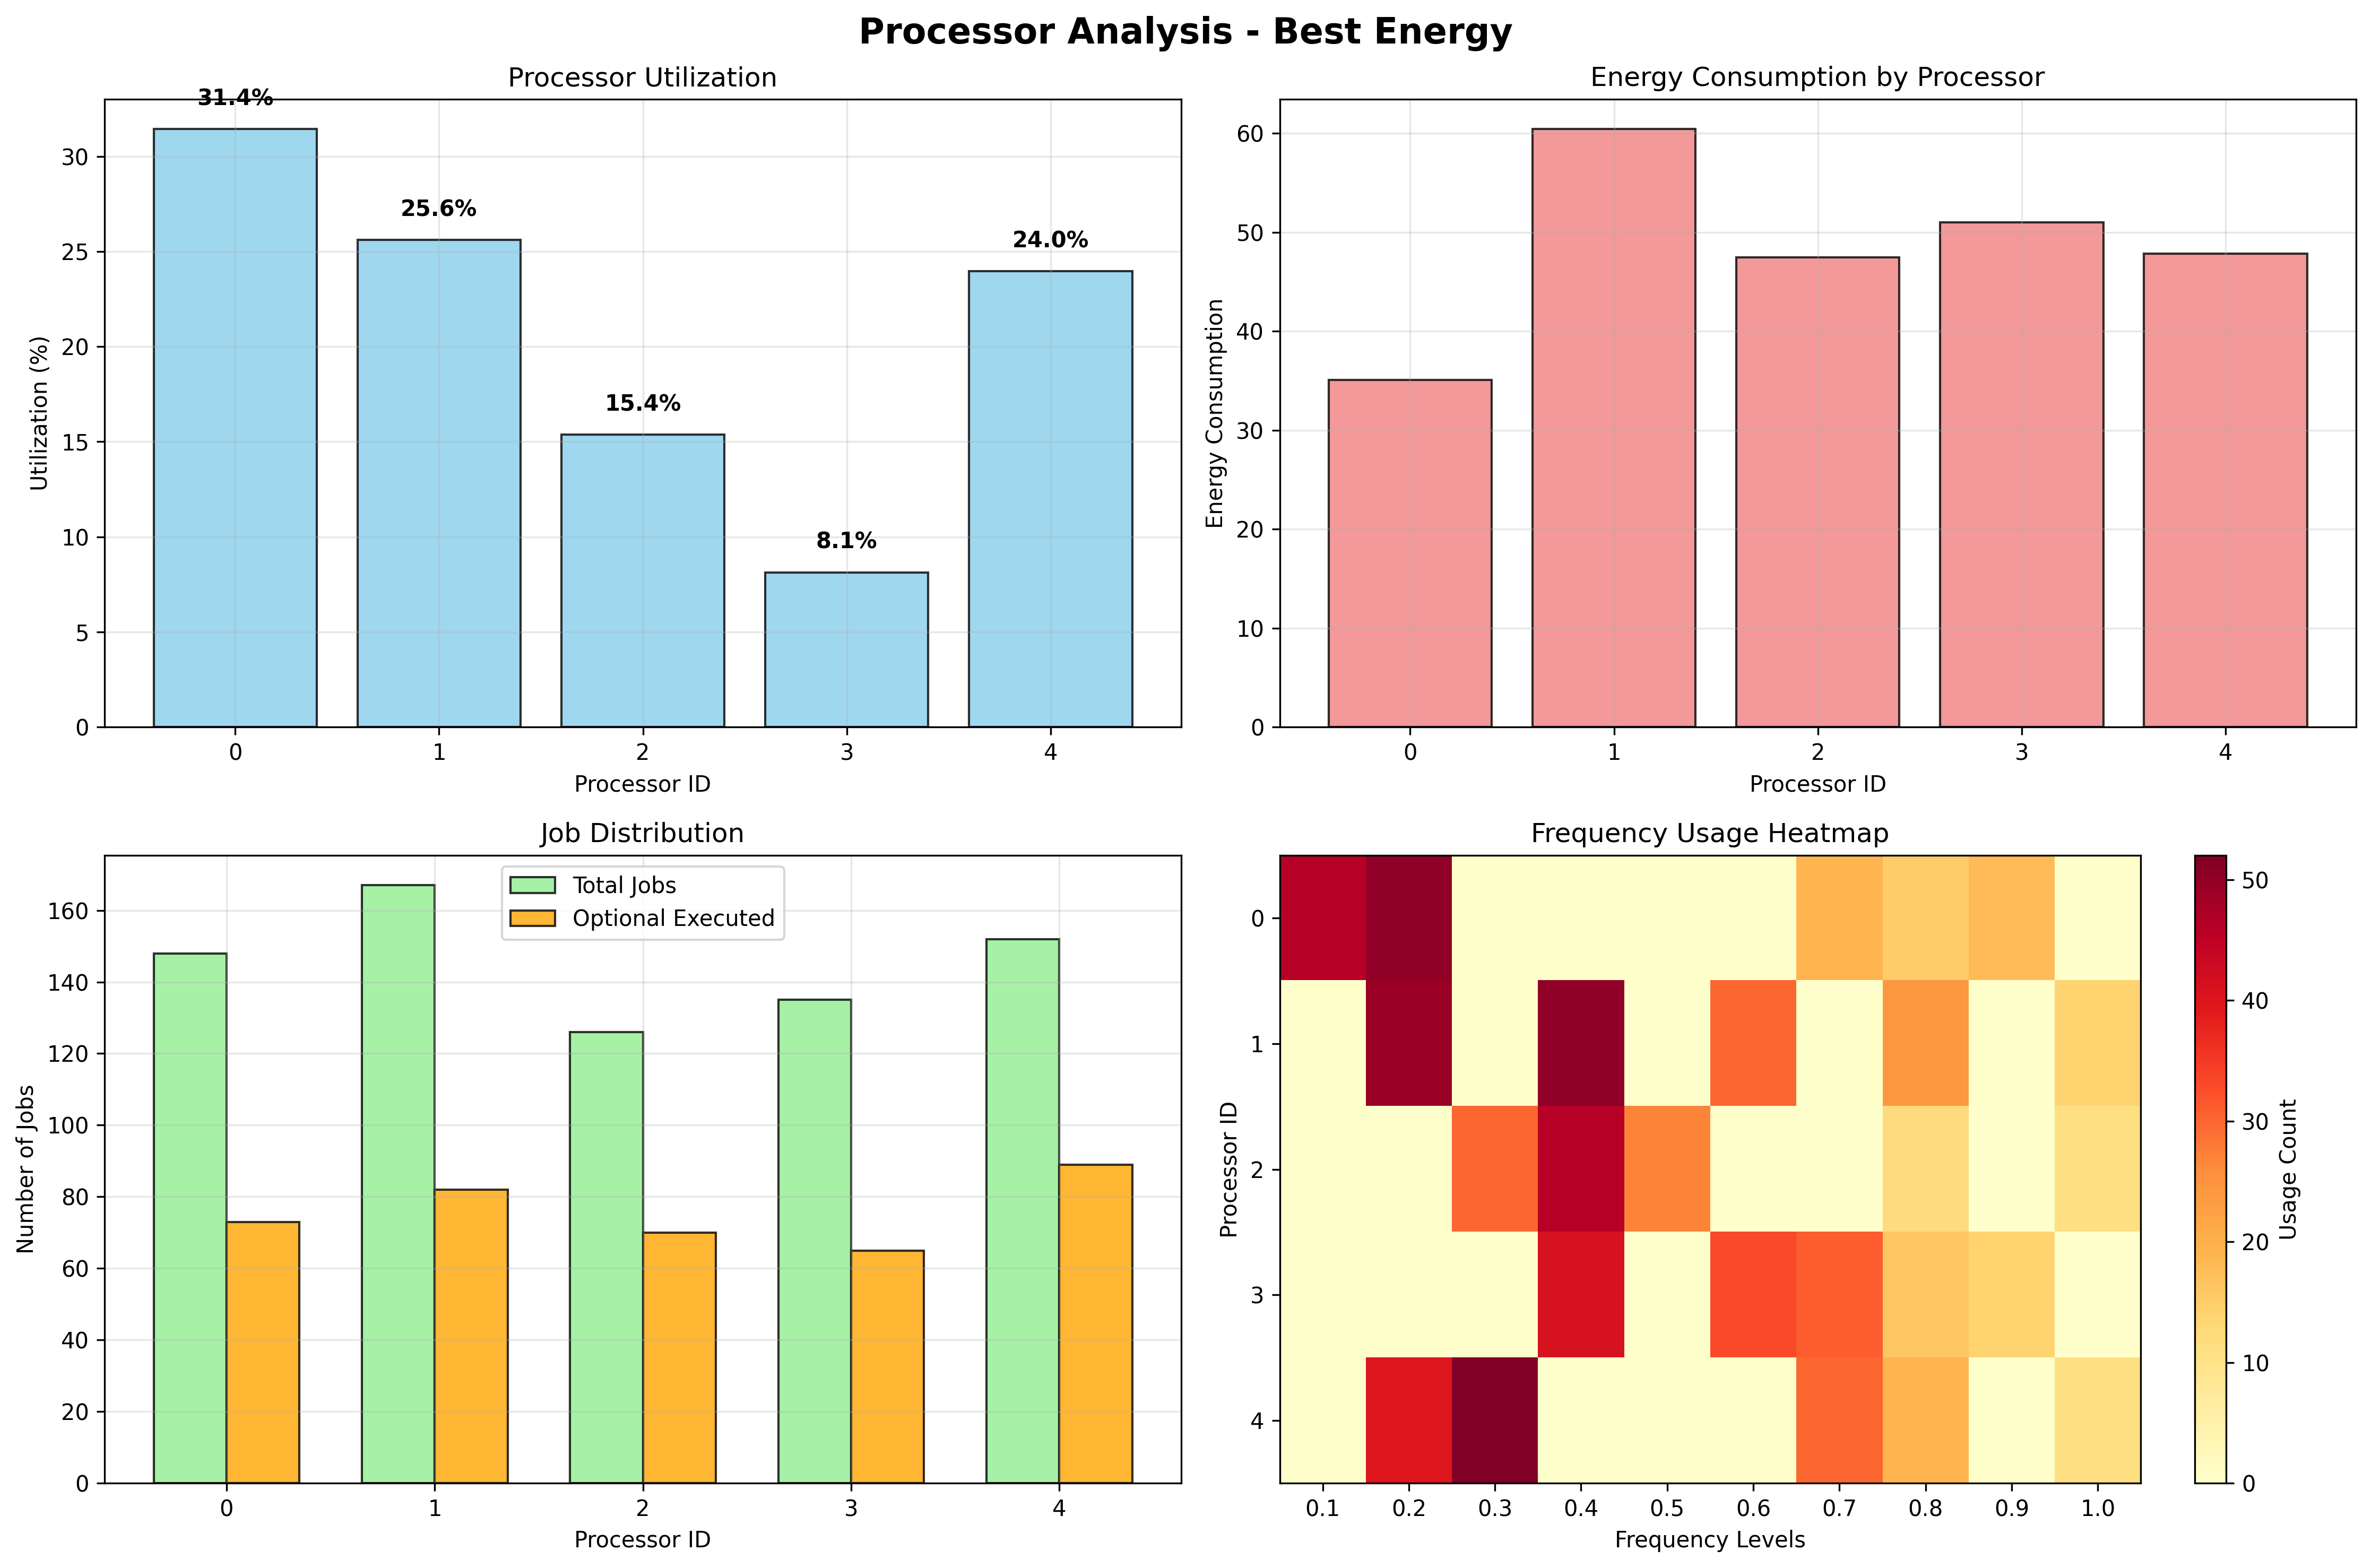 Processor Analysis - Best Energy
Processor Utilization
31.4%
25.6%
15.4%
8.1%
24.0%
30
25
20
15
10
5
0
Utilization (%)
0 1 2 3 4
Processor ID
Energy Consumption by Processor
60
50
40
30
20
10
0
Energy Consumption
0 1 2 3 4
Processor ID
Job Distribution
Total Jobs
Optional Executed
160
140
120
100
80
60
40
20
0
Number of Jobs
0 1 2 3 4
Processor ID
Frequency Usage Heatmap
0
1
2
3
4
Processor ID
0.1 0.2 0.3 0.4 0.5 0.6 0.7 0.8 0.9 1.0
Frequency Levels
50
40
30
20
10
0
Usage Count